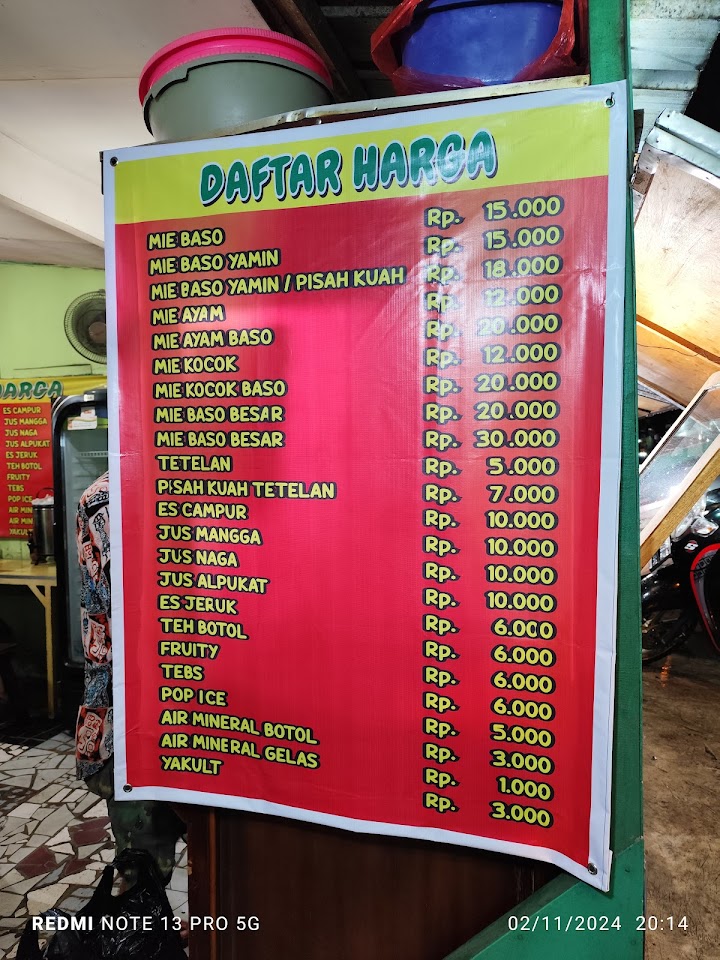 DAFTAR HARGA
MIE BASO Rp. 15.000
MIE BASO YAMIN Rp. 15.000
MIE BASO YAMIN / PISAH KUAH Rp. 18.000
MIE AYAM Rp. 12.000
MIE AYAM BASO Rp. 20.000
MIE KOCOK Rp. 12.000
MIE KOCOK BASO Rp. 20.000
MIE BASO BESAR Rp. 20.000
MIE BASO BESAR Rp. 30.000
TETELAN Rp. 5.000
PISAH KUAH TETELAN Rp. 7.000
ES CAMPUR Rp. 10.000
JUS MANGGA Rp. 10.000
JUS NAGA Rp. 10.000
JUS ALPUKAT Rp. 10.000
ES JERUK Rp. 6.000
TEH BOTOL Rp. 6.000
FRUITY Rp. 6.000
TEBS Rp. 6.000
POP ICE Rp. 5.000
AIR MINERAL BOTOL Rp. 3.000
AIR MINERAL GELAS Rp. 1.000
YAKULT Rp. 3.000
ES CAMPUR
JUS MANGGA
JUS NAGA
JUS ALPUKAT
ES JERUK
TEH BOTOL
FRUITY
TEBS
POP ICE
AIR
AIR
YAKULT
REDMI NOTE 13 PRO 5G
02/11/2024 20:14